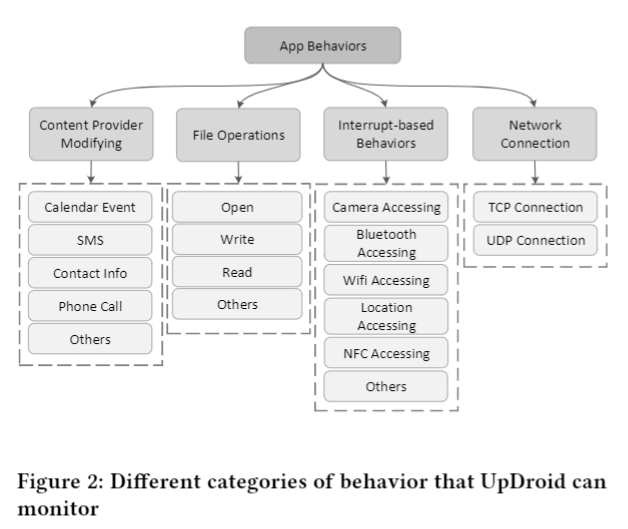 App Behaviors
Content Provider
Modifying
File Operations
Interrupt-based
Behaviors
Network
Connection
Calendar Event
SMS
Contact Info
Phone Call
Others
Open
Write
Read
Others
Camera Accessing
Bluetooth
Accessing
Wifi Accessing
Location
Accessing
NFC Accessing
Others
TCP Connection
UDP Connection
Figure 2: Different categories of behavior that UpDroid can
monitor